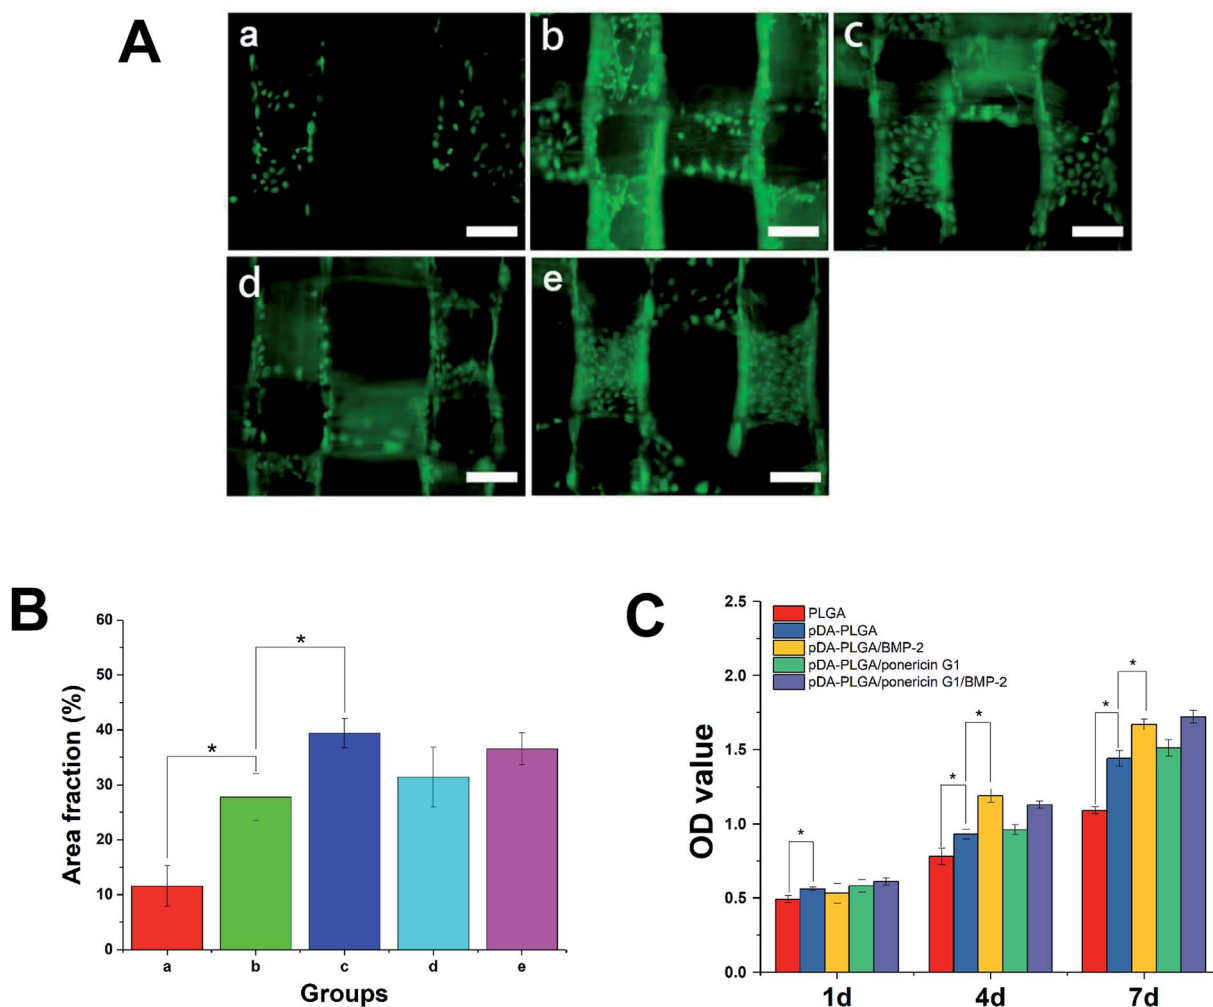 A
a
b
c
d
e
B
Area fraction (%)
60
50
40
30
20
10
0
*
*
a b c d e
Groups
C
OD value
2.5
2.0
1.5
1.0
0.5
0.0
PLGA
pDA-PLGA
pDA-PLGA/BMP-2
pDA-PLGA/ponericin G1
pDA-PLGA/ponericin G1/BMP-2
*
*
*
*
*
1d 4d 7d